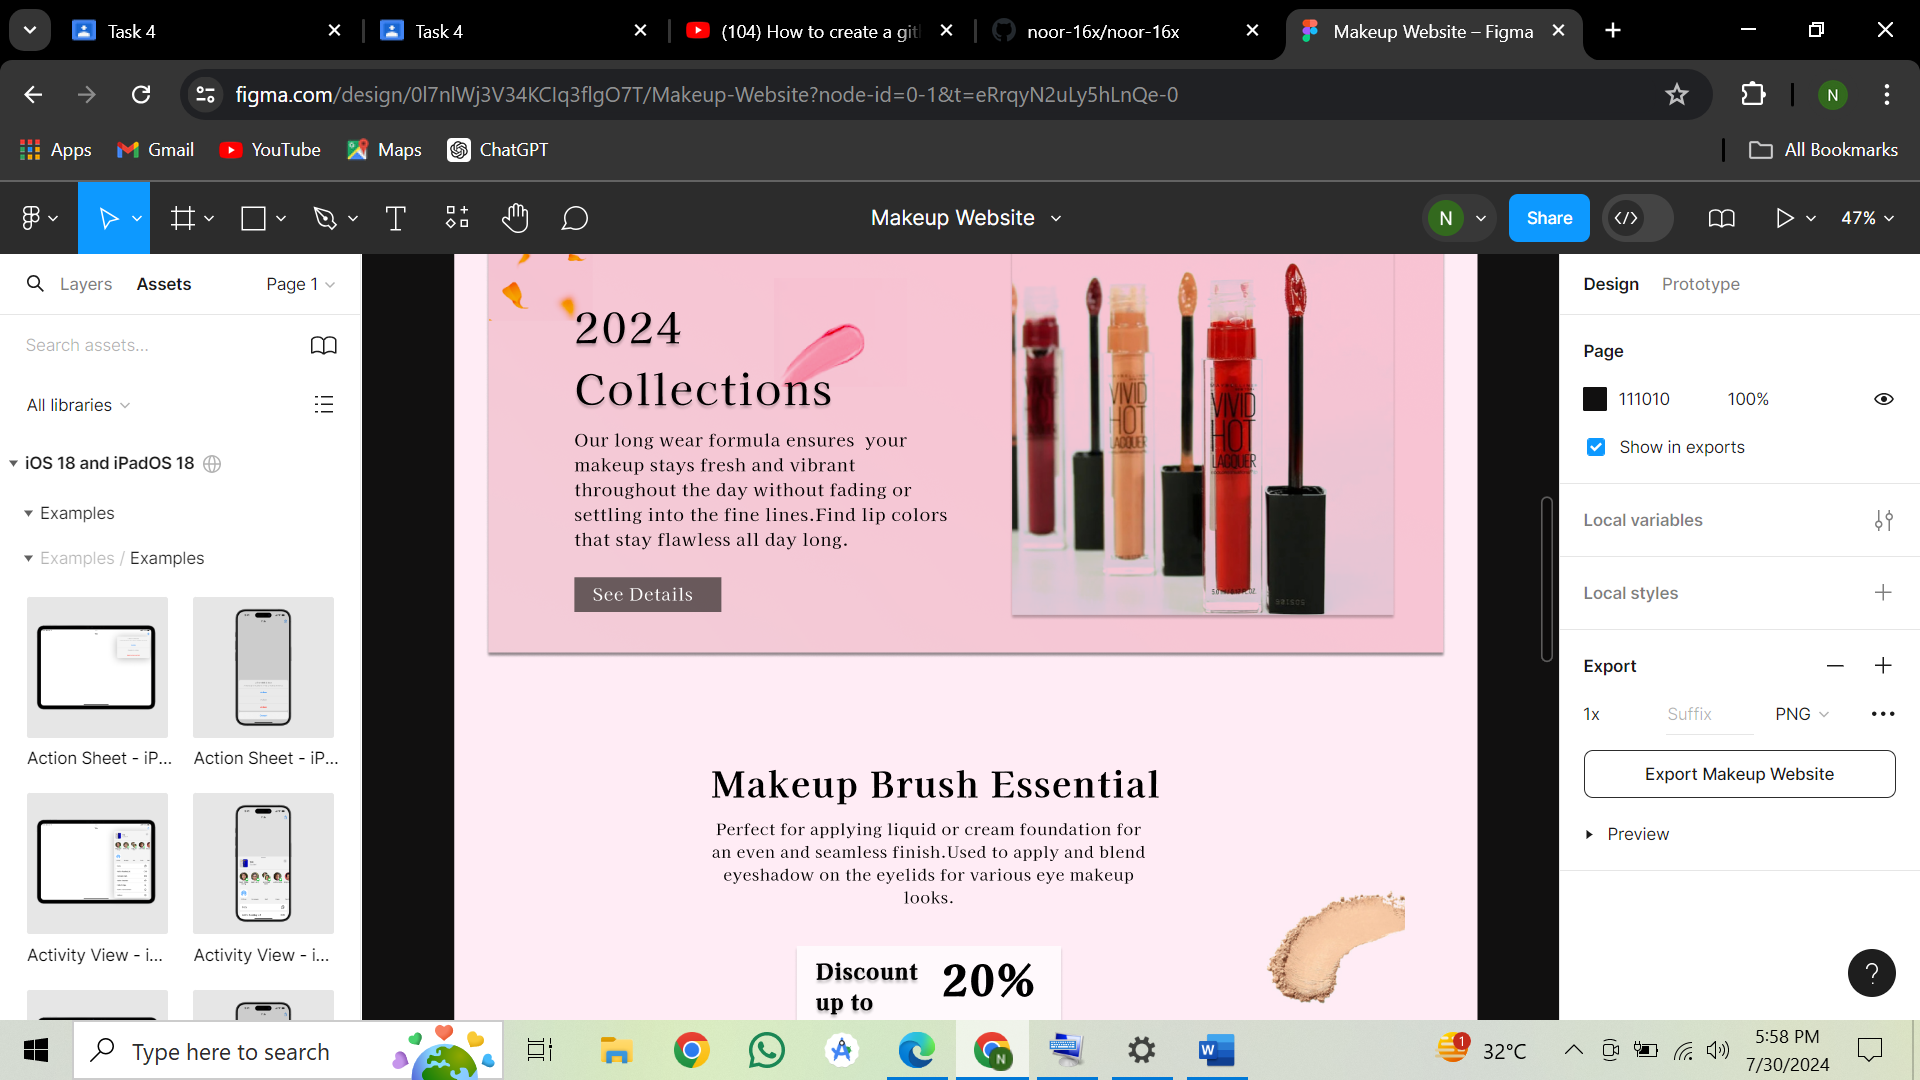 Task 4
Task 4
(104) How to create a gitl
noor-16x/noor-16x
Makeup Website – Figma
figma.com/design/0l7nlWj3V34KCIq3flgO7T/Makeup-Website?node-id=0-1&t=eRrqyN2uLy5hLnQe-0
N
Apps
Gmail
YouTube
Maps
ChatGPT
All Bookmarks
Makeup Website
N
Share
47%
Layers
Assets
Page 1
Search assets...
All libraries
iOS 18 and iPadOS 18
Examples
Examples / Examples
Action Sheet - iP...
Action Sheet - iP...
Activity View - i...
Activity View - i...
2024
Collections
Our long wear formula ensures your
makeup stays fresh and vibrant
throughout the day without fading or
settling into the fine lines.Find lip colors
that stay flawless all day long.
See Details
VIVID
HOT
LACQUER
VIVID
HOT
LACQUER
Makeup Brush Essential
Perfect for applying liquid or cream foundation for
an even and seamless finish.Used to apply and blend
eyeshadow on the eyelids for various eye makeup
looks.
Discount
up to
20%
Design
Prototype
Page
111010
100%
Show in exports
Local variables
Local styles
Export
1x
Suffix
PNG
Export Makeup Website
Preview
?
Type here to search
N
W
1
32°C
5:58 PM
7/30/2024